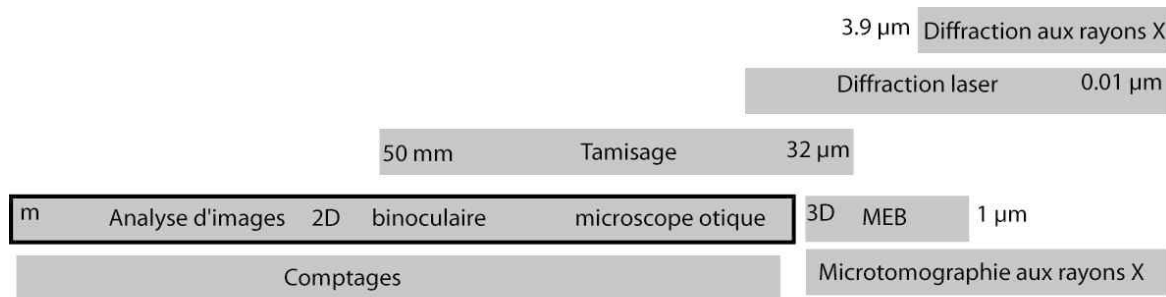 3.9 µm Diffraction aux rayons X
Diffraction laser 0.01 µm
50 mm Tamisage 32 µm
m Analyse d'images 2D binoculaire microscope otique 3D MEB 1 µm
Comptages Microtomographie aux rayons X